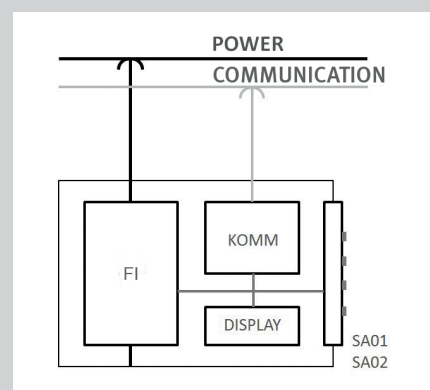 POWER
COMMUNICATION
KOMM
FI
DISPLAY
SA01
SA02